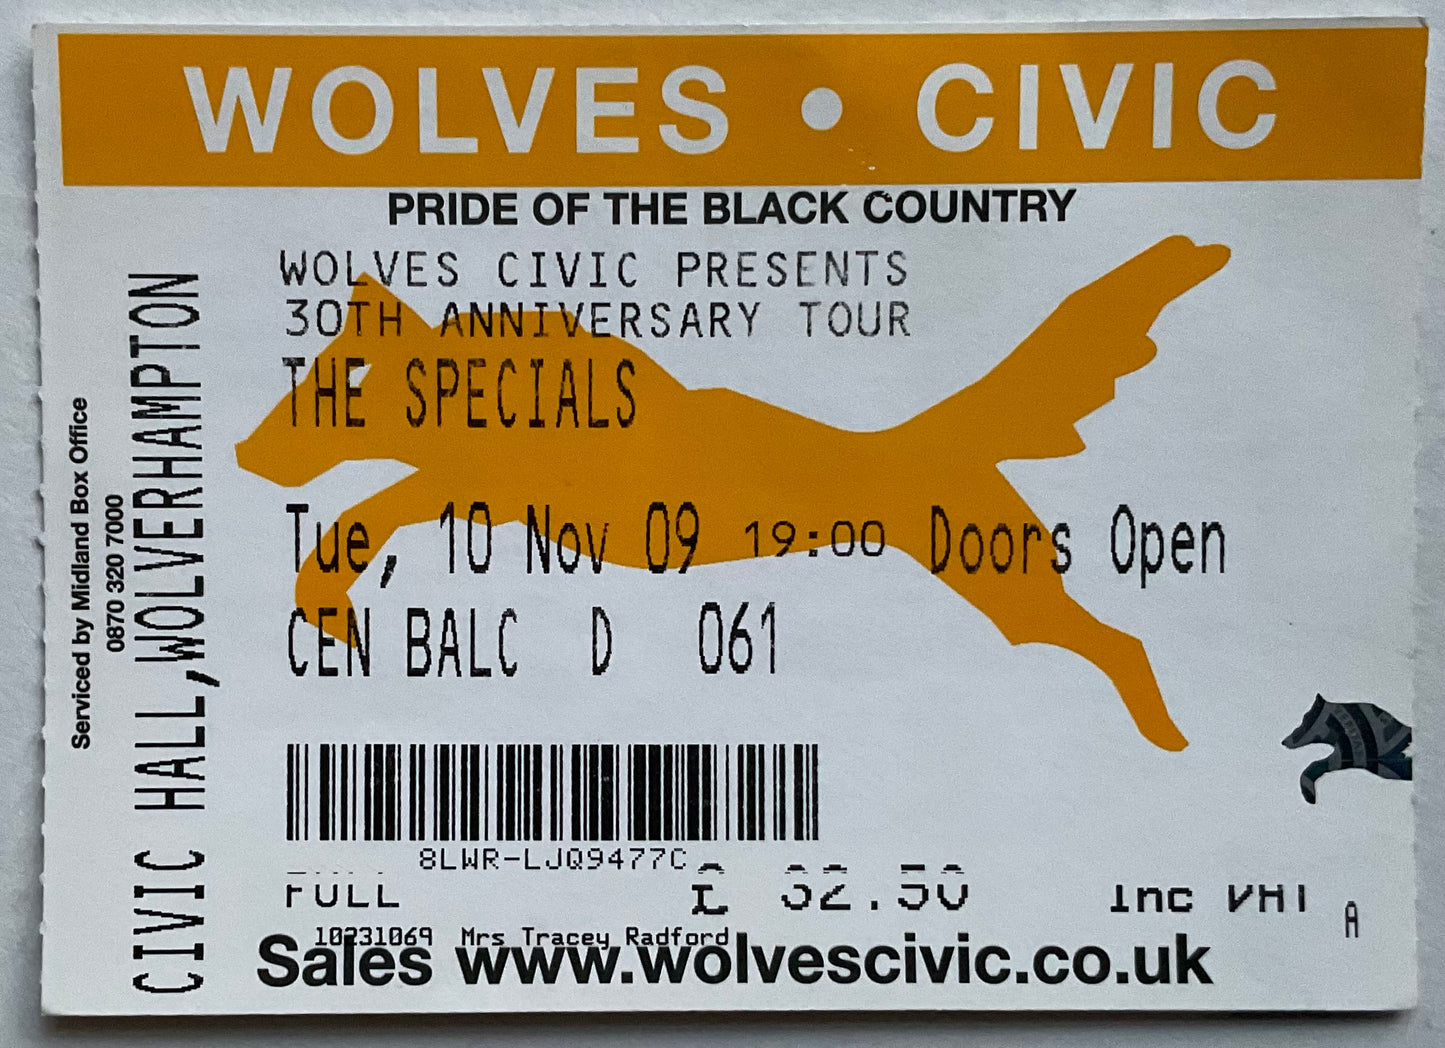 WOLVES • CIVIC
PRIDE OF THE BLACK COUNTRY
WOLVES CIVIC PRESENTS
30TH ANNIVERSARY TOUR
THE SPECIALS
Tue, 10 Nov 09 19:00 Doors Open
CEN BALC D 061
8LWR-LJQ9477C
FULL £ 32.50 Inc VAT A
10231069 Mrs Tracey Radford
Sales www.wolvescivic.co.uk
Serviced by Midland Box Office
0870 320 7000
CIVIC HALL,WOLVERHAMPTON